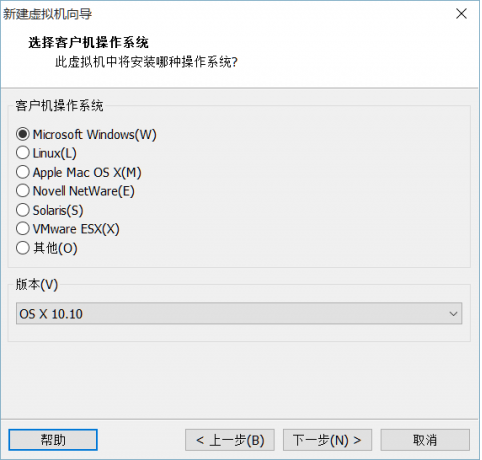 新建虚拟机向导
选择客户机操作系统
此虚拟机中将安装哪种操作系统?
客户机操作系统
Microsoft Windows(W)
Linux(L)
Apple Mac OS X(M)
Novell NetWare(E)
Solaris(S)
VMware ESX(X)
其他(O)
版本(V)
OS X 10.10
帮助
< 上一步(B)
下一步(N) >
取消